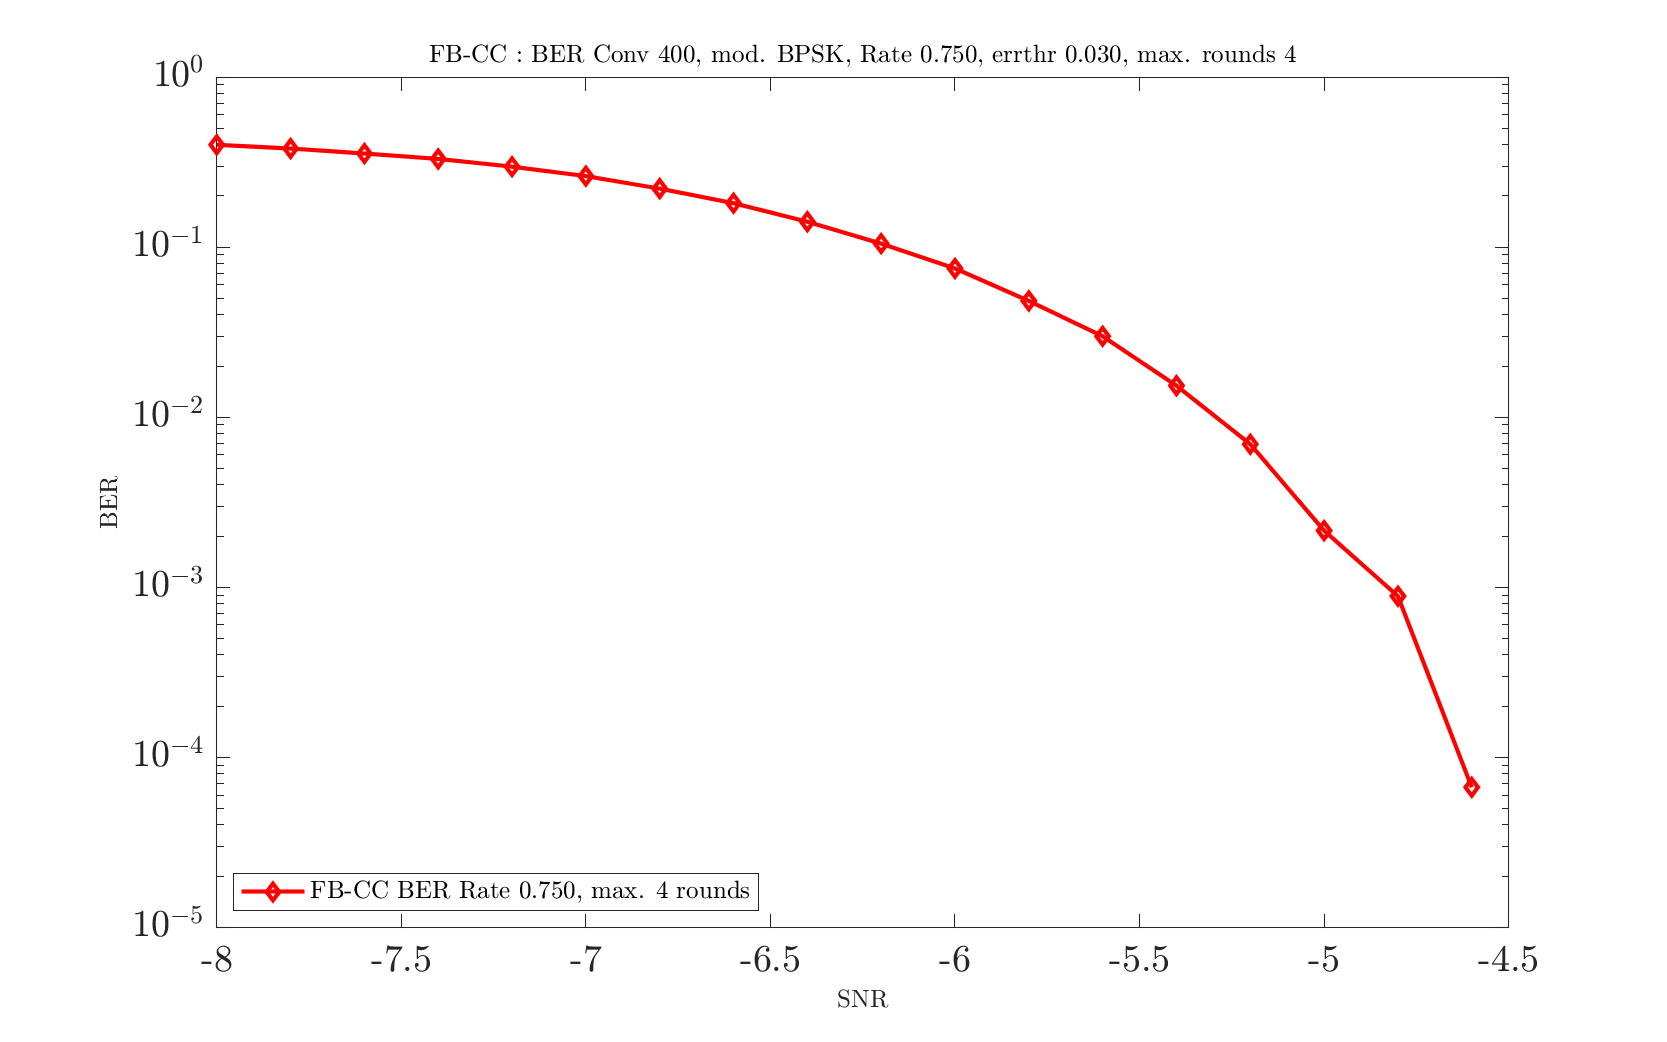 FB-CC : BER Conv 400, mod. BPSK, Rate 0.750, errthr 0.030, max. rounds 4
10^0
10^{-1}
10^{-2}
10^{-3}
10^{-4}
10^{-5}
BER
FB-CC BER Rate 0.750, max. 4 rounds
-8 -7.5 -7 -6.5 -6 -5.5 -5 -4.5
SNR